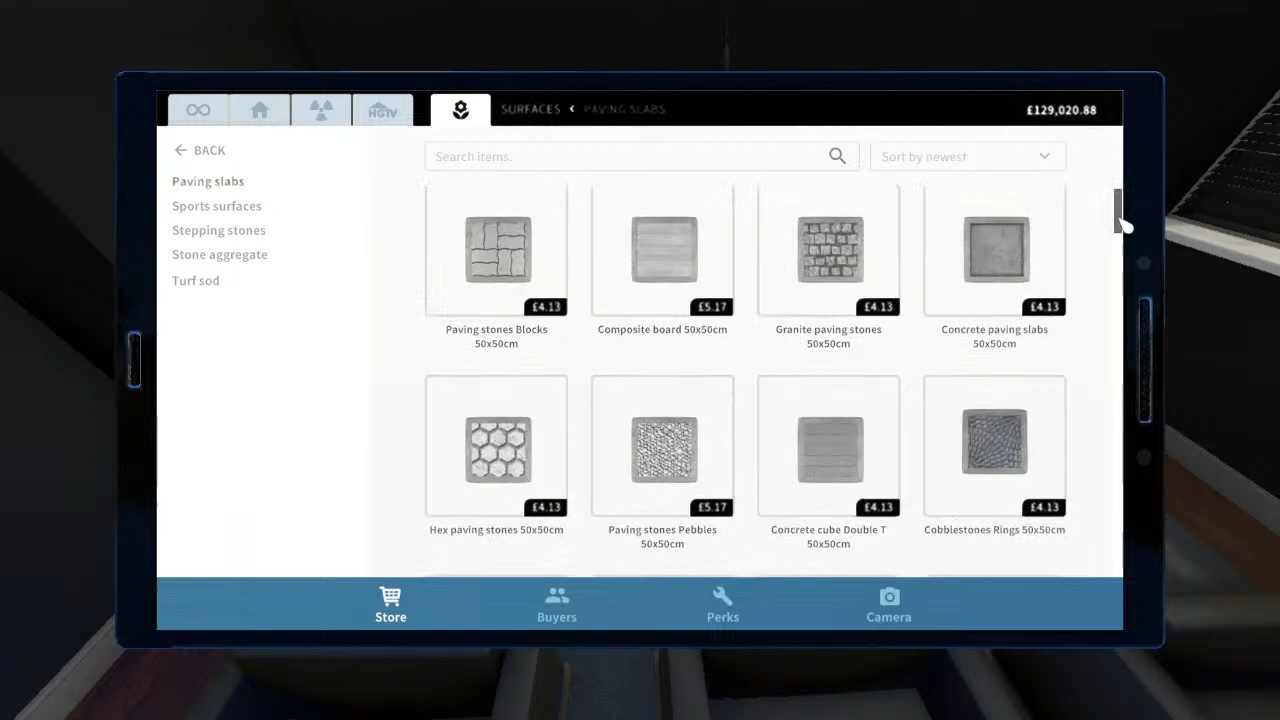 HGTV
SURFACES < PAVING SLABS
£129,020.88
BACK
Search items.
Sort by newest
Paving slabs
Sports surfaces
Stepping stones
Stone aggregate
Turf sod
£4.13
£5.17
£4.13
£4.13
Paving stones Blocks
50x50cm
Composite board 50x50cm
Granite paving stones
50x50cm
Concrete paving slabs
50x50cm
£4.13
£5.17
£4.13
£4.13
Hex paving stones 50x50cm
Paving stones Pebbles
50x50cm
Concrete cube Double T
50x50cm
Cobblestones Rings 50x50cm
Store
Buyers
Perks
Camera